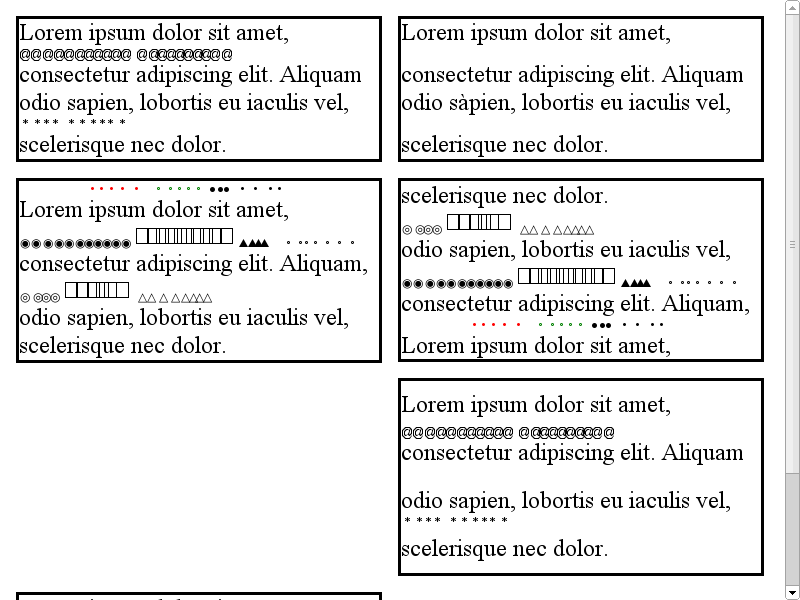 Lorem ipsum dolor sit amet,
consectetur adipiscing elit. Aliquam
odio sapien, lobortis eu iaculis vel,
scelerisque nec dolor.
Lorem ipsum dolor sit amet,
consectetur adipiscing elit. Aliquam
odio sàpien, lobortis eu iaculis vel,
scelerisque nec dolor.
Lorem ipsum dolor sit amet,
consectetur adipiscing elit. Aliquam,
odio sapien, lobortis eu iaculis vel,
scelerisque nec dolor.
scelerisque nec dolor.
odio sapien, lobortis eu iaculis vel,
consectetur adipiscing elit. Aliquam,
Lorem ipsum dolor sit amet,
Lorem ipsum dolor sit amet,
consectetur adipiscing elit. Aliquam
odio sapien, lobortis eu iaculis vel,
scelerisque nec dolor.